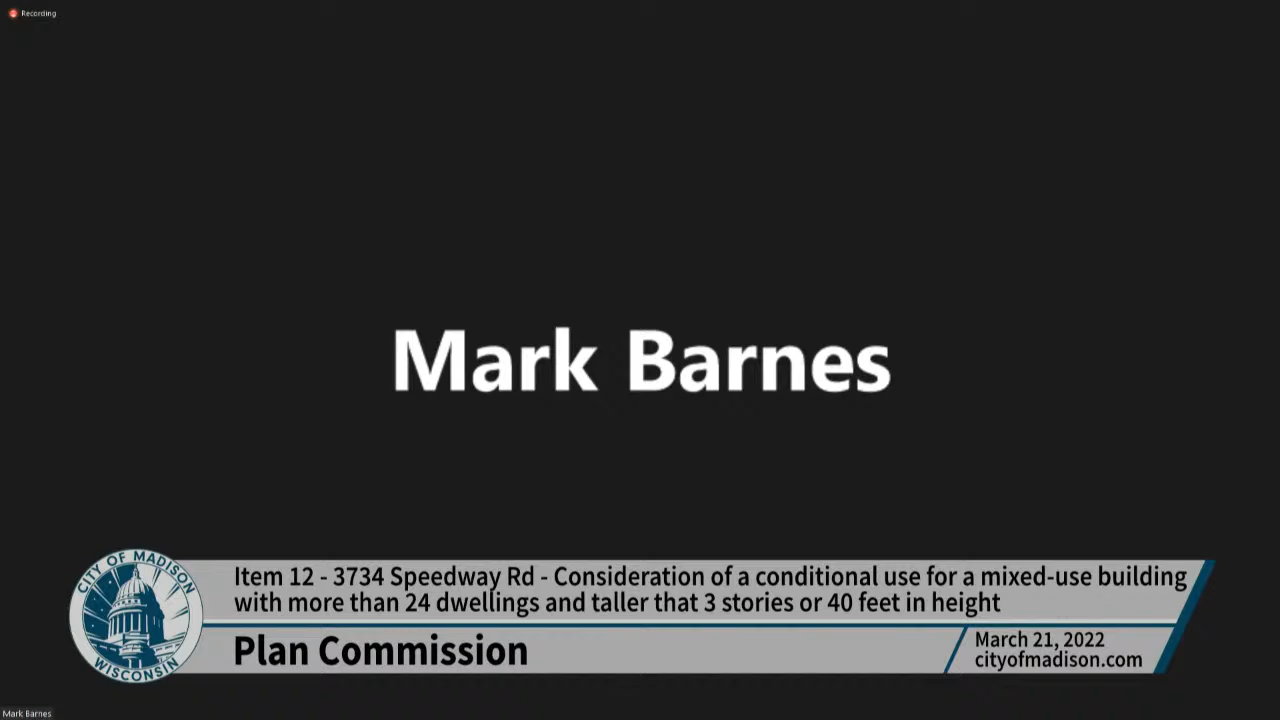 Recording
Mark Barnes
Item 12 - 3734 Speedway Rd - Consideration of a conditional use for a mixed-use building
with more than 24 dwellings and taller that 3 stories or 40 feet in height
CITY OF MADISON
WISCONSIN
Plan Commission
March 21, 2022
cityofmadison.com
Mark Barnes